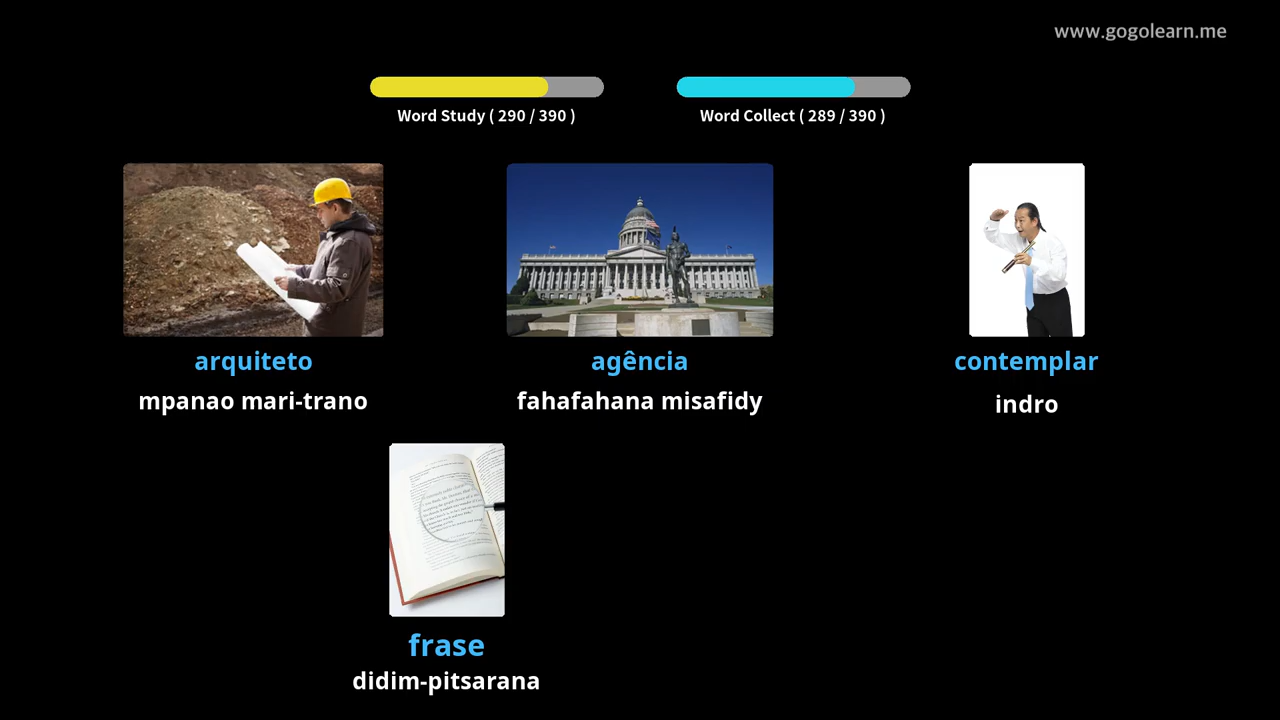 www.gogolearn.me
Word Study ( 290 / 390 )
Word Collect ( 289 / 390 )
arquiteto
agência
contemplar
mpanao mari-trano
fahafahana misafidy
indro
frase
didim-pitsarana